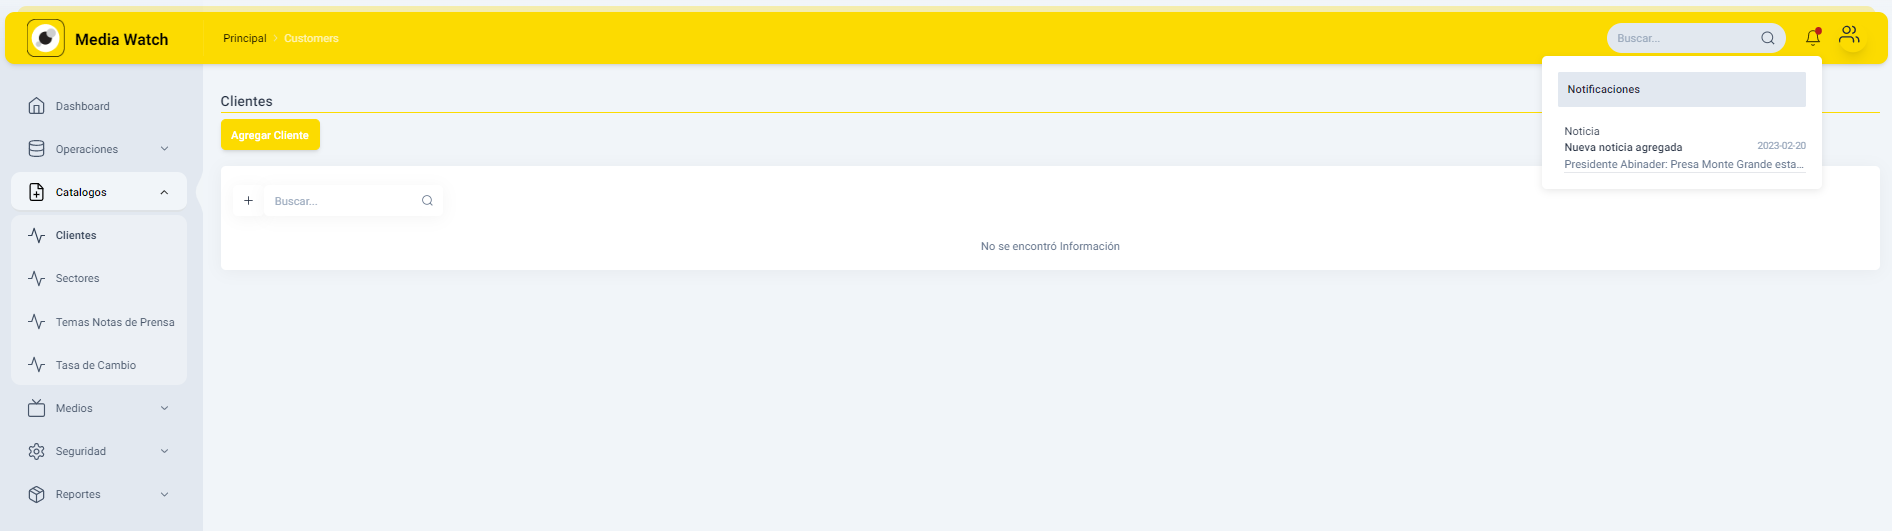 Media Watch
Principal > Customers
Buscar...
Dashboard
Operaciones
Catalogos
Clientes
Sectores
Temas Notas de Prensa
Tasa de Cambio
Medios
Seguridad
Reportes
Clientes
Agregar Cliente
+ Buscar...
No se encontró Información
Notificaciones
Noticia
Nueva noticia agregada 2023-02-20
Presidente Abinader: Presa Monte Grande esta...